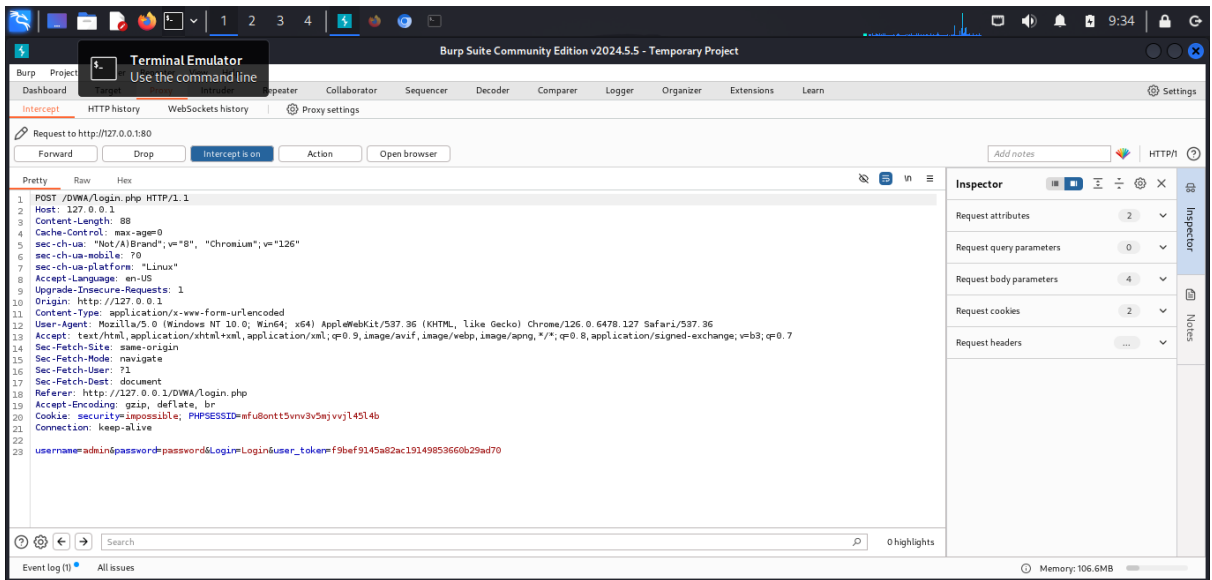 1 2 3 4 9:34
Burp Suite Community Edition v2024.5.5 - Temporary Project
Terminal Emulator
Use the command line
Burp Project
Dashboard Target Proxy Intruder Repeater Collaborator Sequencer Decoder Comparer Logger Organizer Extensions Learn Settings
Intercept HTTP history WebSockets history Proxy settings
Request to http://127.0.0.1:80
Forward Drop Intercept is on Action Open browser Add notes HTTP/1
Pretty Raw Hex \n
1 POST /DVWA/login.php HTTP/1.1
2 Host: 127.0.0.1
3 Content-Length: 88
4 Cache-Control: max-age=0
5 sec-ch-ua: "Not/A)Brand";v="8", "Chromium";v="126"
6 sec-ch-ua-mobile: ?0
7 sec-ch-ua-platform: "Linux"
8 Accept-Language: en-US
9 Upgrade-Insecure-Requests: 1
10 Origin: http://127.0.0.1
11 Content-Type: application/x-www-form-urlencoded
12 User-Agent: Mozilla/5.0 (Windows NT 10.0; Win64; x64) AppleWebKit/537.36 (KHTML, like Gecko) Chrome/126.0.6478.127 Safari/537.36
13 Accept: text/html,application/xhtml+xml,application/xml;q=0.9,image/avif,image/webp,image/apng,*/*;q=0.8,application/signed-exchange;v=b3;q=0.7
14 Sec-Fetch-Site: same-origin
15 Sec-Fetch-Mode: navigate
16 Sec-Fetch-User: ?1
17 Sec-Fetch-Dest: document
18 Referer: http://127.0.0.1/DVWA/login.php
19 Accept-Encoding: gzip, deflate, br
20 Cookie: security=impossible; PHPSESSID=mfu8ontt5vnv3v5mjvvjl45l4b
21 Connection: keep-alive
22
23 username=admin&password=password&Login=Login&user_token=f9bef9145a82ac19149853660b29ad70
Inspector
Request attributes 2
Request query parameters 0
Request body parameters 4
Request cookies 2
Request headers ...
Inspector
Notes
Search 0 highlights
Event log (1) All issues Memory: 106.6MB